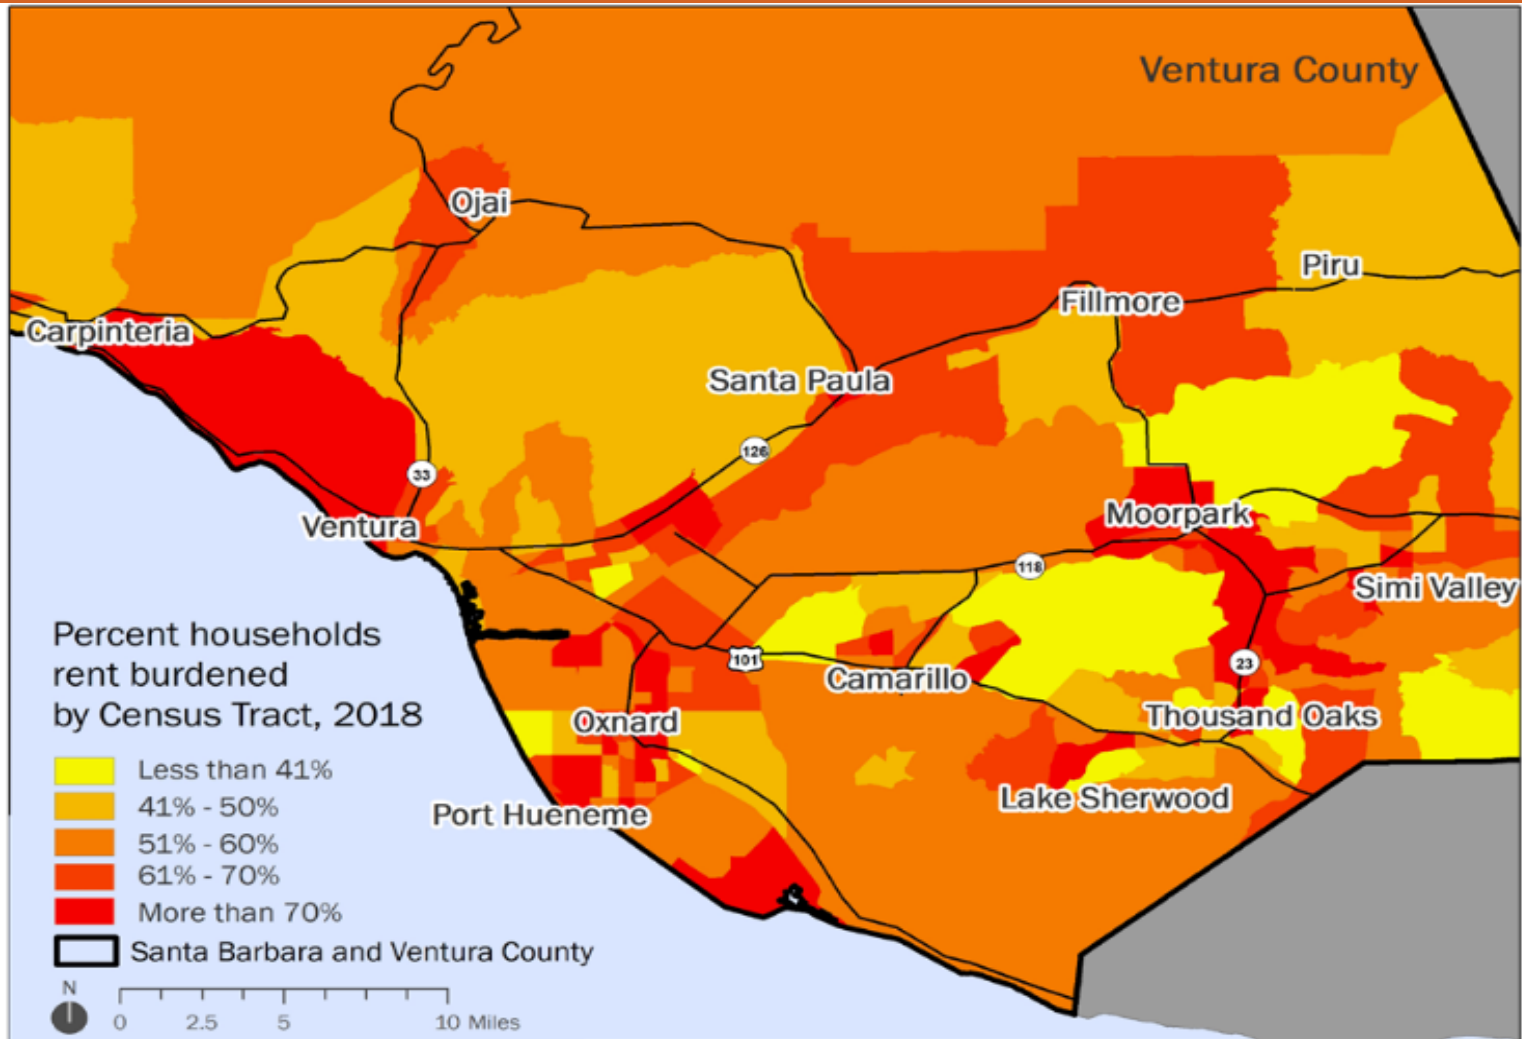 Ventura County
Ojai
Piru
Fillmore
Carpinteria
Santa Paula
126
33
Ventura
Moorpark
118
Simi Valley
101
23
Camarillo
Thousand Oaks
Oxnard
Lake Sherwood
Port Hueneme
Percent households
rent burdened
by Census Tract, 2018
Less than 41%
41% - 50%
51% - 60%
61% - 70%
More than 70%
Santa Barbara and Ventura County
N
0 2.5 5 10 Miles